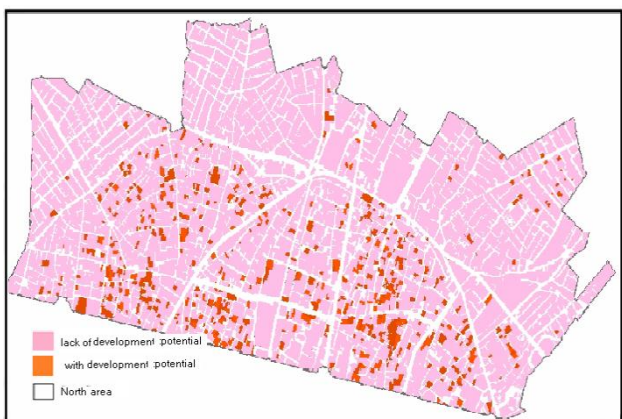 lack of development potential
with development potential
North area